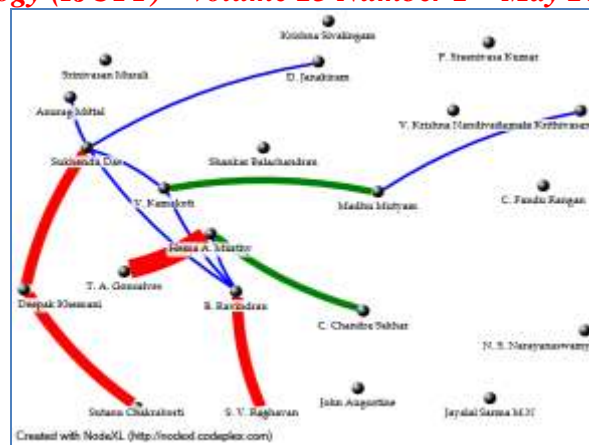 Krishna Sivalingam
P. Sreenivasa Kumar
Srinivasan Murali
D. Janakiram
Anurag Mittal
V. Krishna Nandivada
Kamala Krithivasan
Sukhendu Das
Shankar Balachandran
V. Kamakoti
Madhu Mutyam
C. Pandu Rangan
Hema A. Murthy
T. A. Gonsalves
Deepak Khemani
B. Ravindran
C. Chandra Sekhar
N. S. Narayanaswamy
John Augustine
Sutanu Chakraborti
S. V. Raghavan
Jayalal Sarma M.N
Created with NodeXL (http://nodexl.codeplex.com)